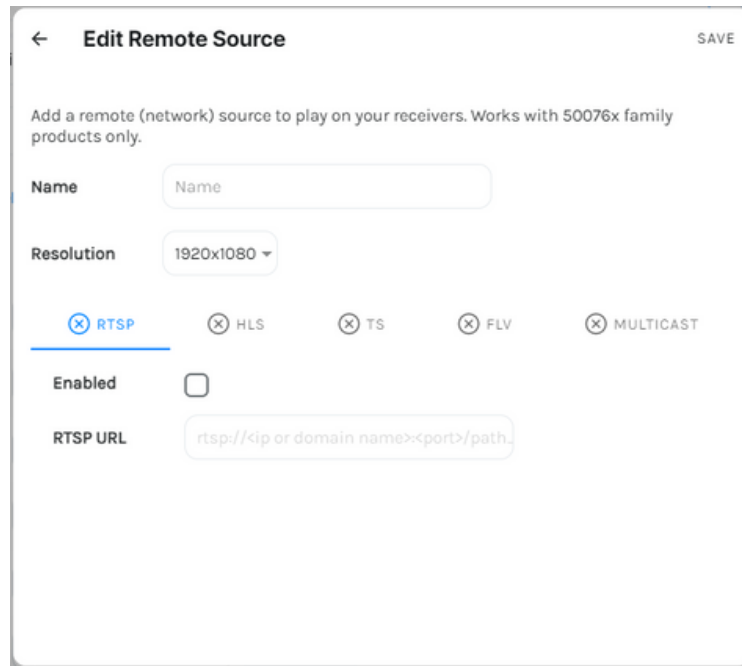 Edit Remote Source
SAVE
Add a remote (network) source to play on your receivers. Works with 50076x family
products only.
Name
Name
Resolution
1920x1080
RTSP
HLS
TS
FLV
MULTICAST
Enabled
RTSP URL
rtsp://<ip or domain name>:<port>/path..